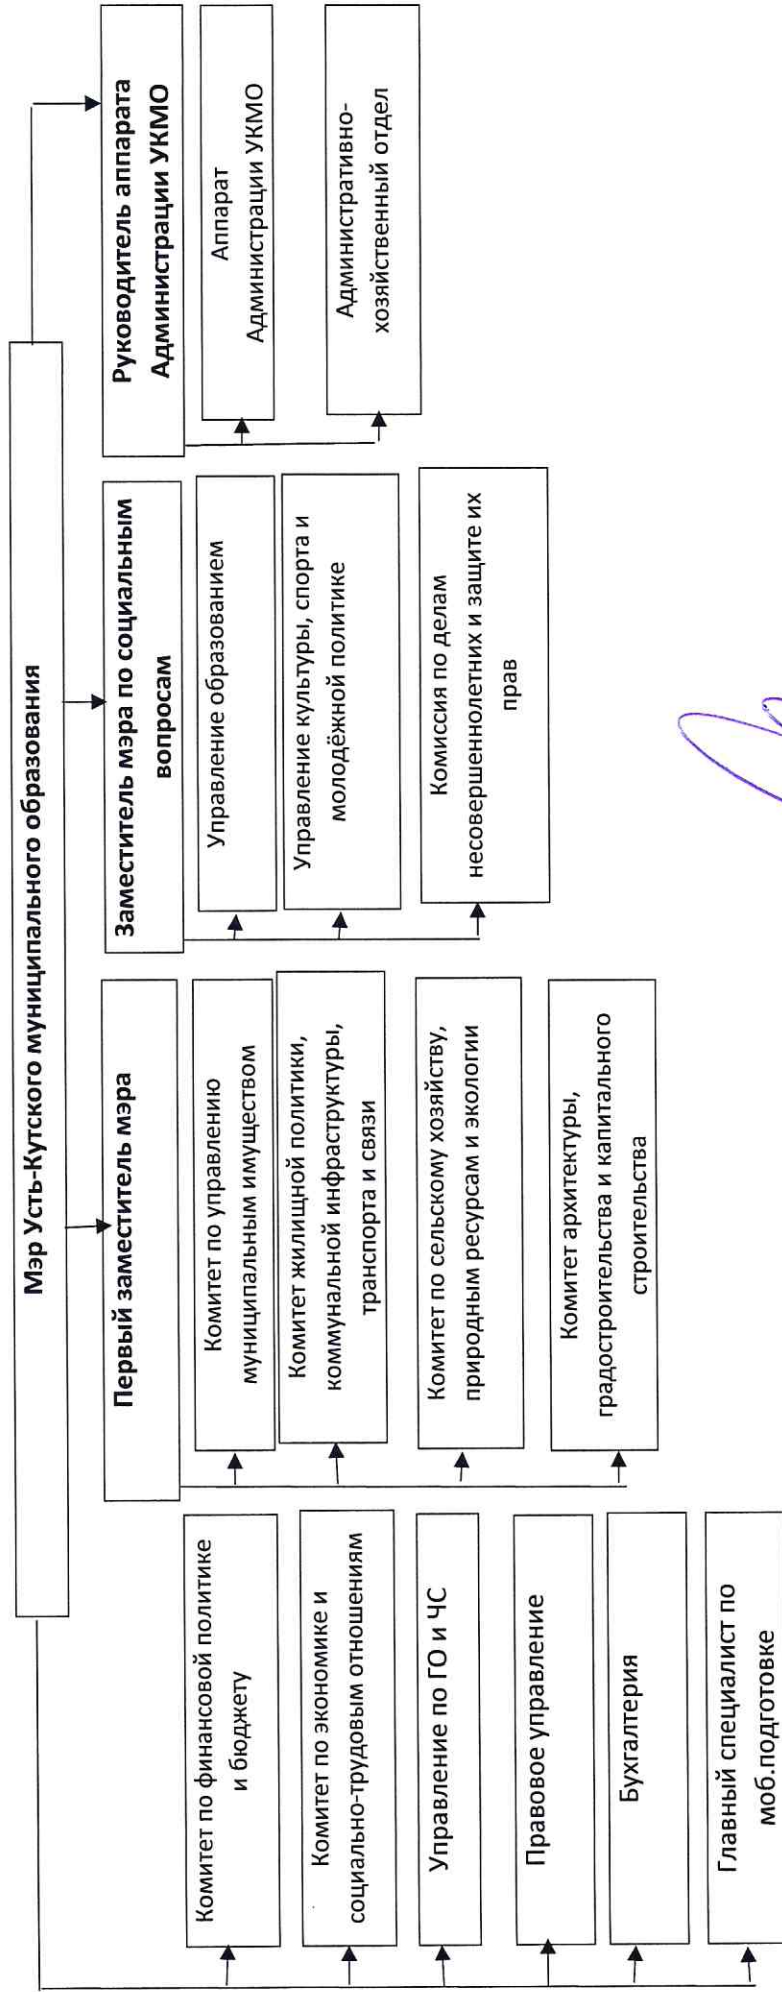 Мэр Усть-Кутского муниципального образования
Комитет по финансовой политике
и бюджету
Комитет по экономике и
социально-трудовым отношениям
Управление по ГО и ЧС
Правовое управление
Бухгалтерия
Главный специалист по
моб.подготовке
Первый заместитель мэра
Комитет по управлению
муниципальным имуществом
Комитет жилищной политики,
коммунальной инфраструктуры,
транспорта и связи
Комитет по сельскому хозяйству,
природным ресурсам и экологии
Комитет архитектуры,
градостроительства и капитального
строительства
Заместитель мэра по социальным
вопросам
Управление образованием
Управление культуры, спорта и
молодёжной политике
Комиссия по делам
несовершеннолетних и защите их
прав
Руководитель аппарата
Администрации УКМО
Аппарат
Администрации УКМО
Административно-
хозяйственный отдел